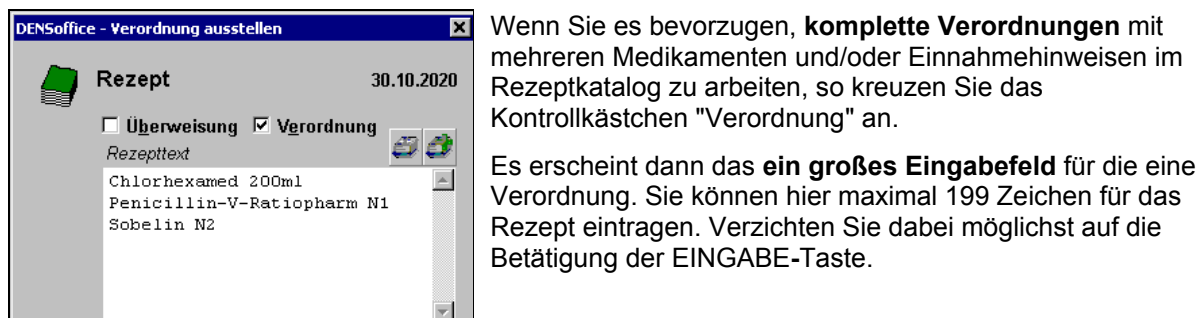 DENSoffice - Verordnung ausstellen
Rezept 30.10.2020
Überweisung Verordnung
Rezepttext
Chlorhexamed 200ml
Penicillin-V-Ratiopharm N1
Sobelin N2
Wenn Sie es bevorzugen, komplette Verordnungen mit
mehreren Medikamenten und/oder Einnahmehinweisen im
Rezeptkatalog zu arbeiten, so kreuzen Sie das
Kontrollkästchen "Verordnung" an.
Es erscheint dann das ein großes Eingabefeld für die eine
Verordnung. Sie können hier maximal 199 Zeichen für das
Rezept eintragen. Verzichten Sie dabei möglichst auf die
Betätigung der EINGABE-Taste.